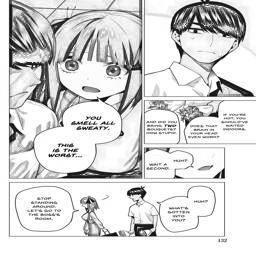 YOU
SMELL ALL
SWEATY.
THIS
IS THE
WORST...
IF YOU'RE
HOT, YOU
SHOULD'VE
WAITED
INDOORS.
DOES THAT
BRAIN IN
YOUR HEAD
EVEN WORK?
AND DID YOU
BRING TWO
BOUQUETS?
HOW STUPID.
HUH?
WAIT A
SECOND.
HUH?
WHAT'S
GOTTEN
INTO
YOU?
STOP
STANDING
AROUND.
LET'S GO TO
THE BOSS'S
ROOM.
132